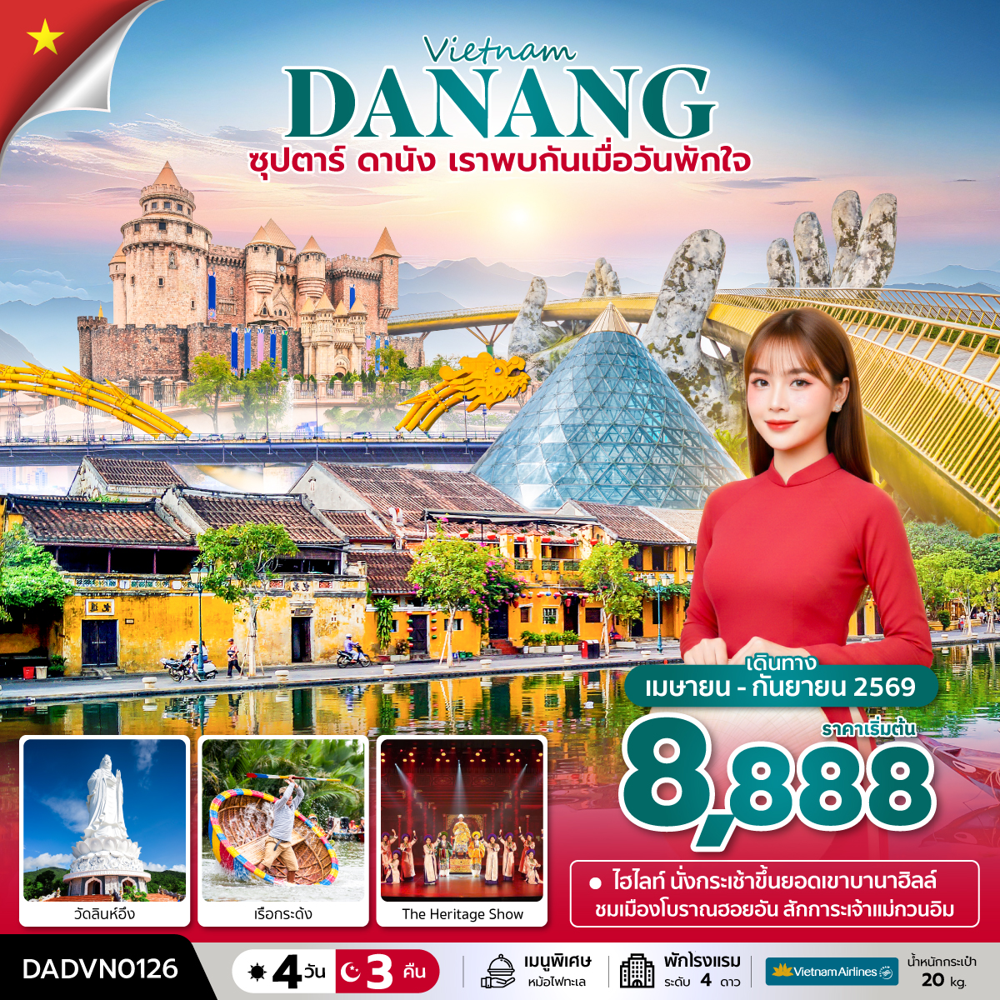 Vietnam
DANANG
ซุปตาร์ ดานัง เราพบกันเมื่อวันพักใจ
เดินทาง
เมษายน - กันยายน 2569
ราคาเริ่มต้น
8,888
วัดลินห์อึ๋ง
เรือกระด้ง
The Heritage Show
• ไฮไลท์ นั่งกระเช้าขึ้นยอดเขาบานาฮิลล์
ชมเมืองโบราณฮอยอัน สักการะเจ้าแม่กวนอิม
DADVN0126
4 วัน 3 คืน
เมนูพิเศษ
หม้อไฟทะเล
พักโรงแรม
ระดับ 4 ดาว
Vietnam Airlines
น้ำหนักกระเป๋า
20 kg.